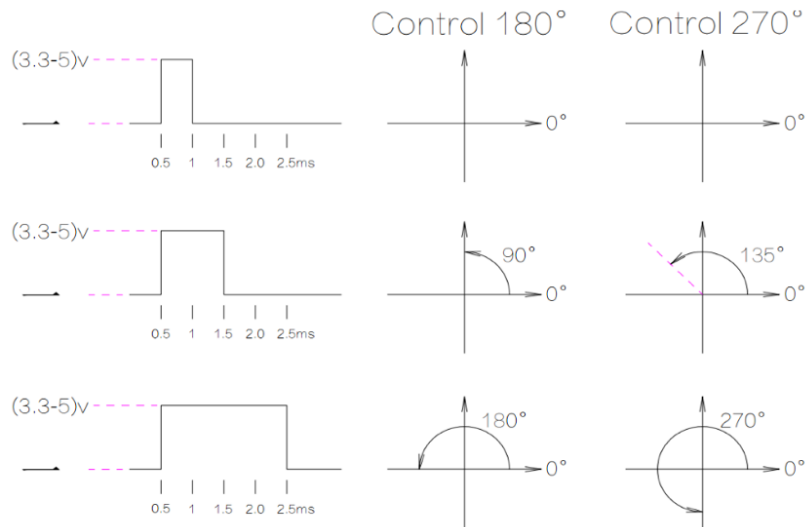 Control 180° Control 270°
(3.3-5)v
0° 0°
0.5 1 1.5 2.0 2.5ms
(3.3-5)v
90° 135°
0° 0°
0.5 1 1.5 2.0 2.5ms
(3.3-5)v
180° 270°
0° 0°
0.5 1 1.5 2.0 2.5ms